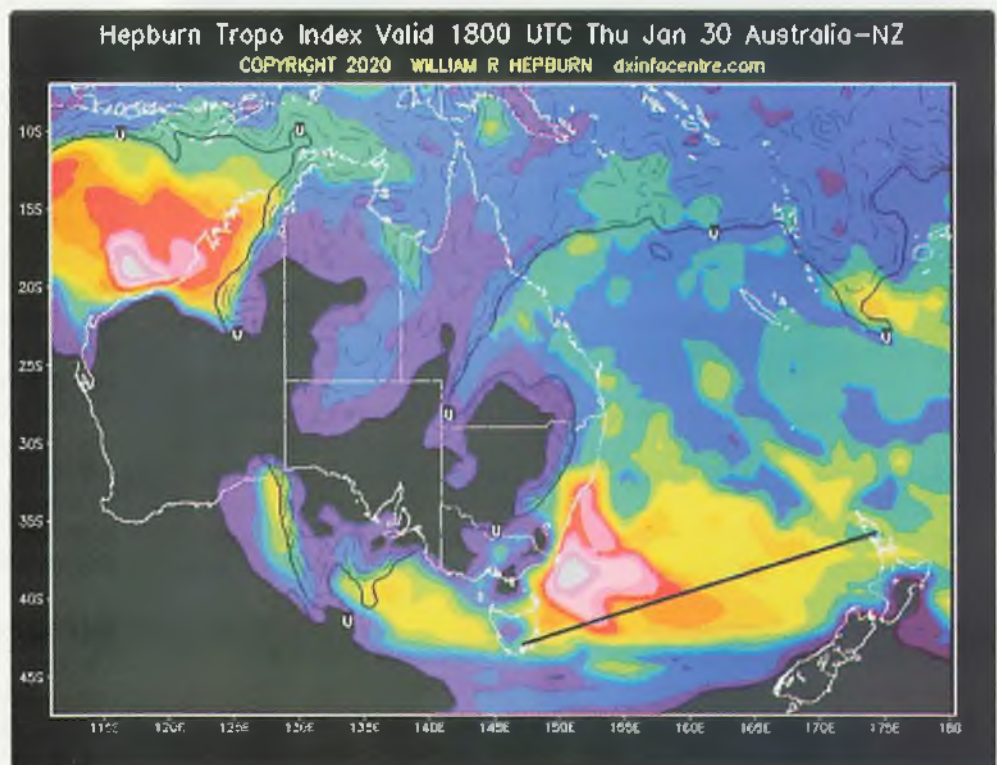 Hepburn Tropo Index Valid 1800 UTC Thu Jan 30 Australia-NZ
COPYRIGHT 2020 WILLIAM R HEPBURN dxinfocentre.com
U
U
10S
15S
U
20S
U
U
25S
U
30S
35S
U
40S
U
45S
115E 120E 125E 130E 135E 140E 145E 150E 155E 160E 165E 170E 175E 180